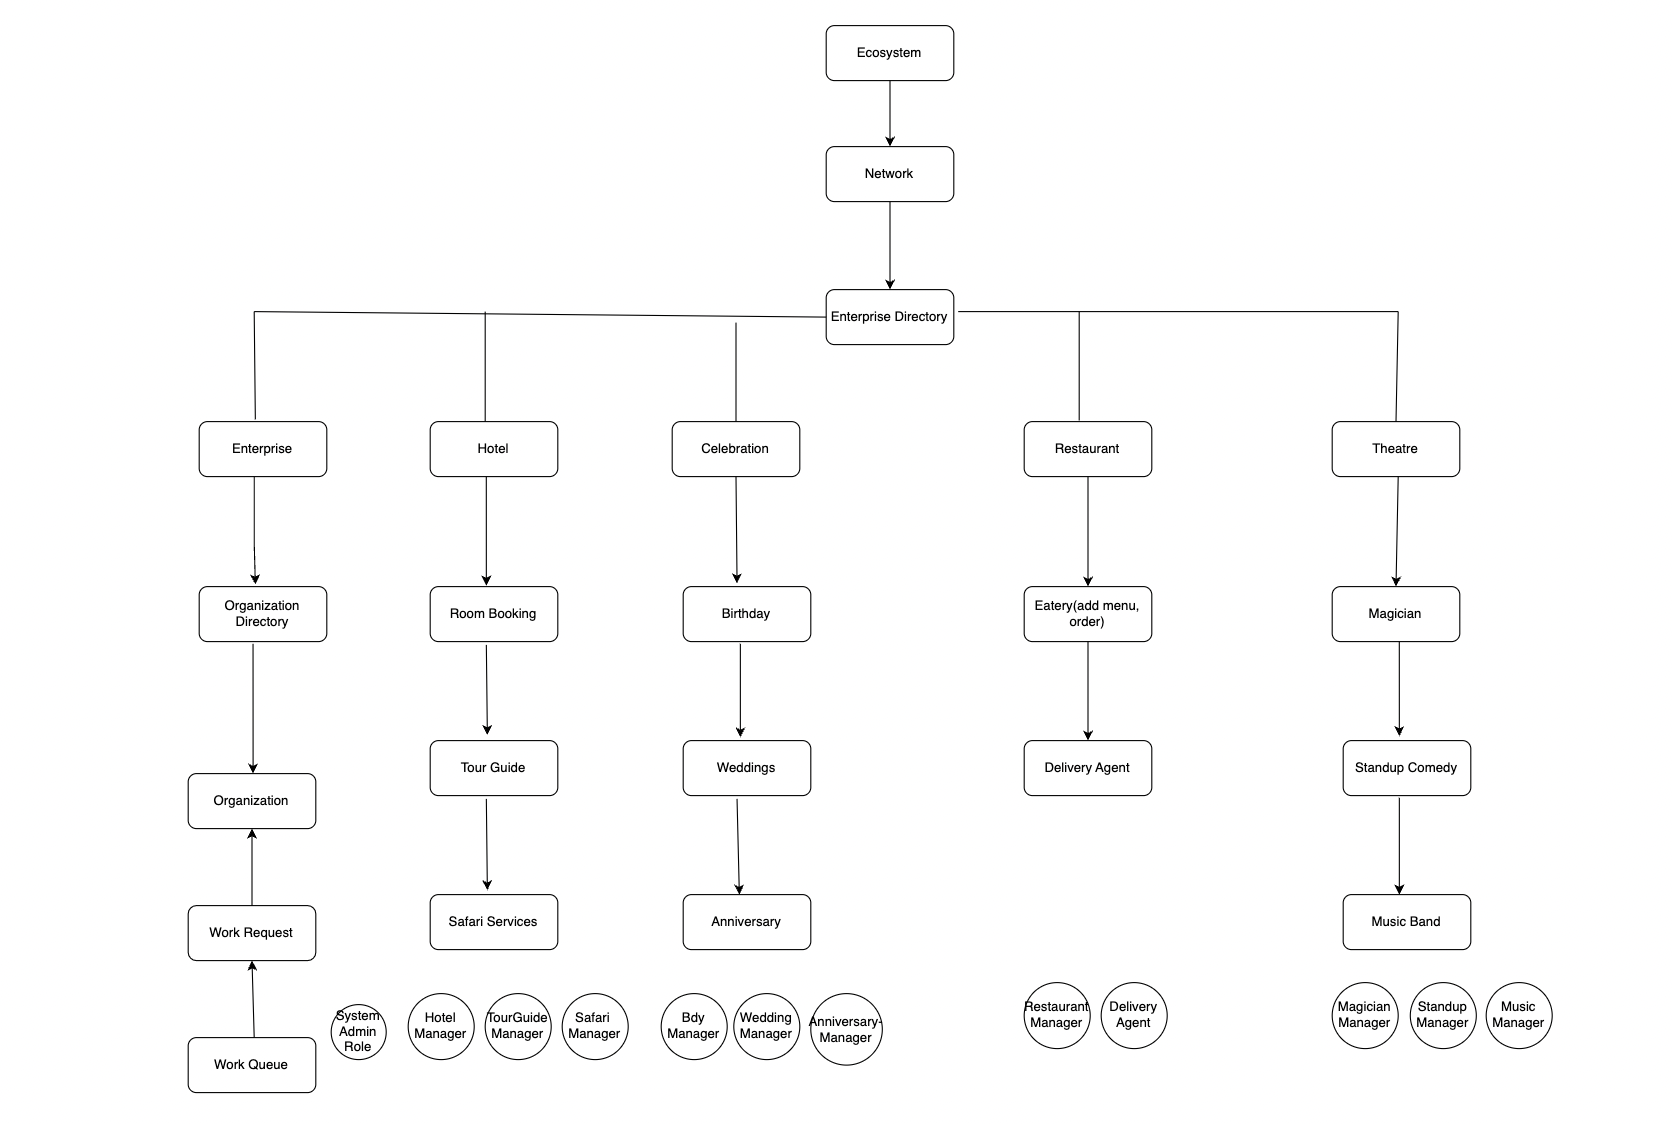 Ecosystem
Network
Enterprise Directory
Enterprise
Hotel
Celebration
Restaurant
Theatre
Organization
Directory
Room Booking
Birthday
Eatery(add menu,
order)
Magician
Organization
Tour Guide
Weddings
Delivery Agent
Standup Comedy
Work Request
Safari Services
Anniversary
Music Band
Work Queue
System
Admin
Role
Hotel
Manager
TourGuide
Manager
Safari
Manager
Bdy
Manager
Wedding
Manager
Anniversary-
Manager
Restaurant
Manager
Delivery
Agent
Magician
Manager
Standup
Manager
Music
Manager